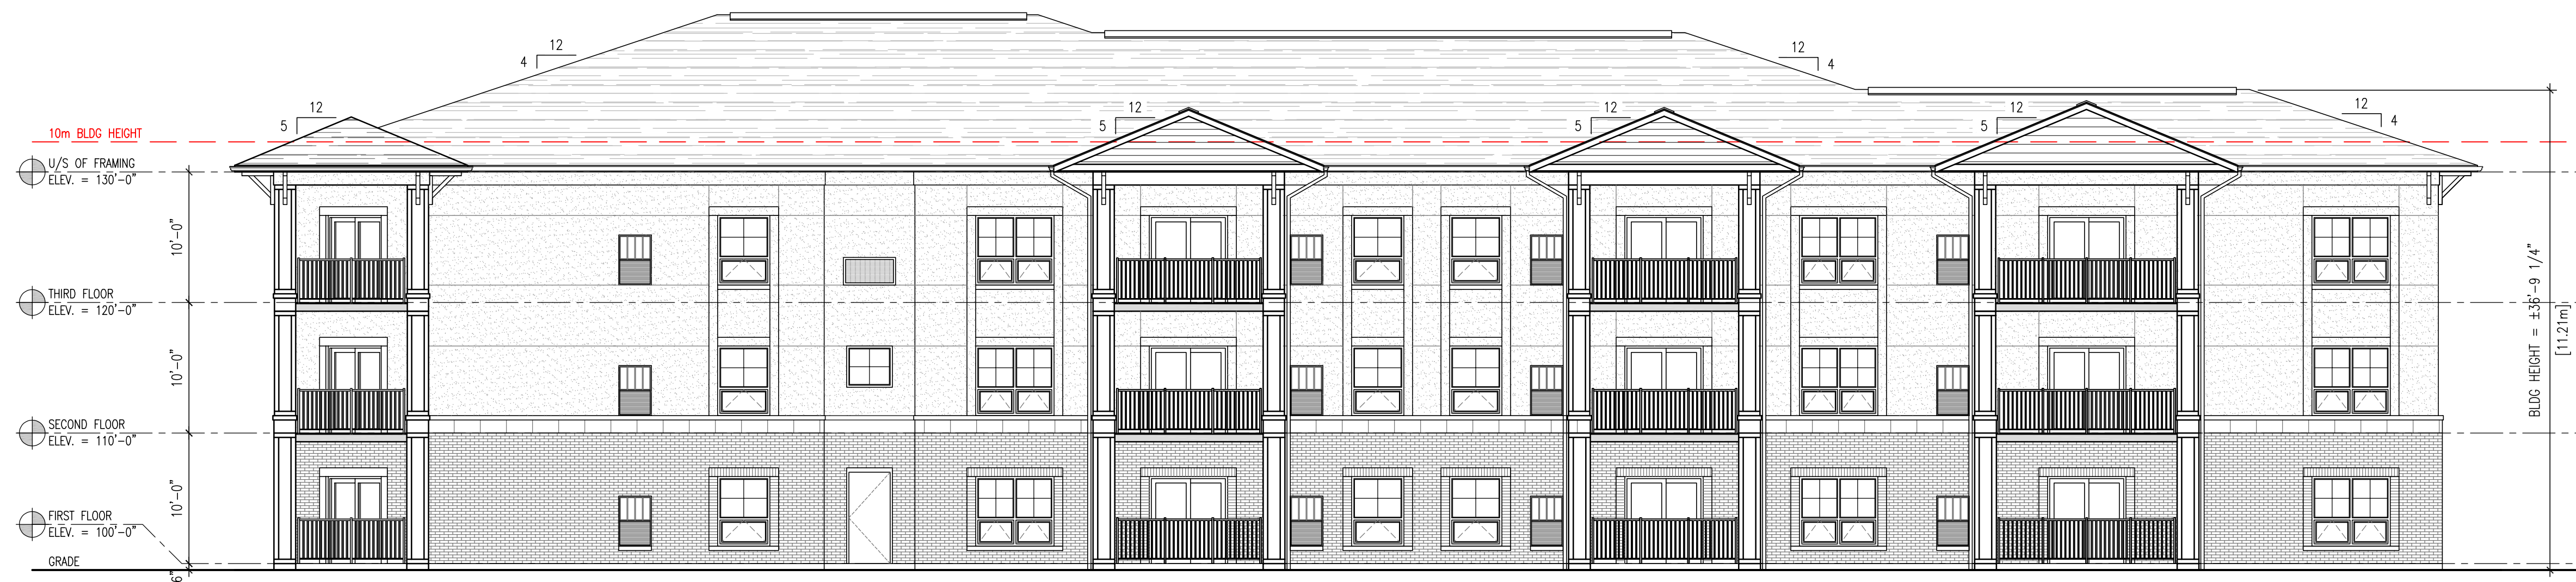 12
4
12
4
12
4
12
5
12
5
12
5
12
5
10m BLDG HEIGHT
U/S OF FRAMING
ELEV. = 130'-0"
10'-0"
THIRD FLOOR
ELEV. = 120'-0"
10'-0"
SECOND FLOOR
ELEV. = 110'-0"
10'-0"
FIRST FLOOR
ELEV. = 100'-0"
GRADE
6"
BLDG HEIGHT = ±36'-9 1/4"
[11.21m]